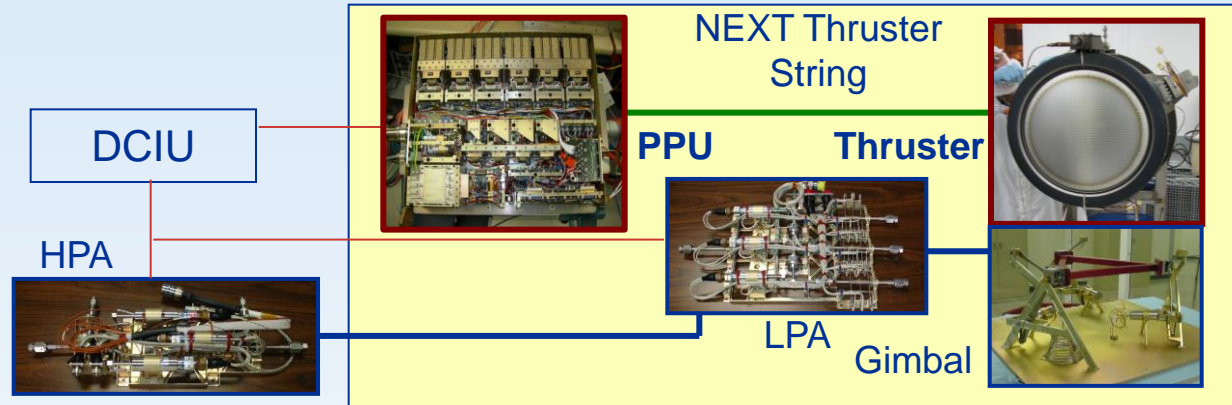 NEXT Thruster
String
DCIU
PPU
Thruster
HPA
LPA
Gimbal